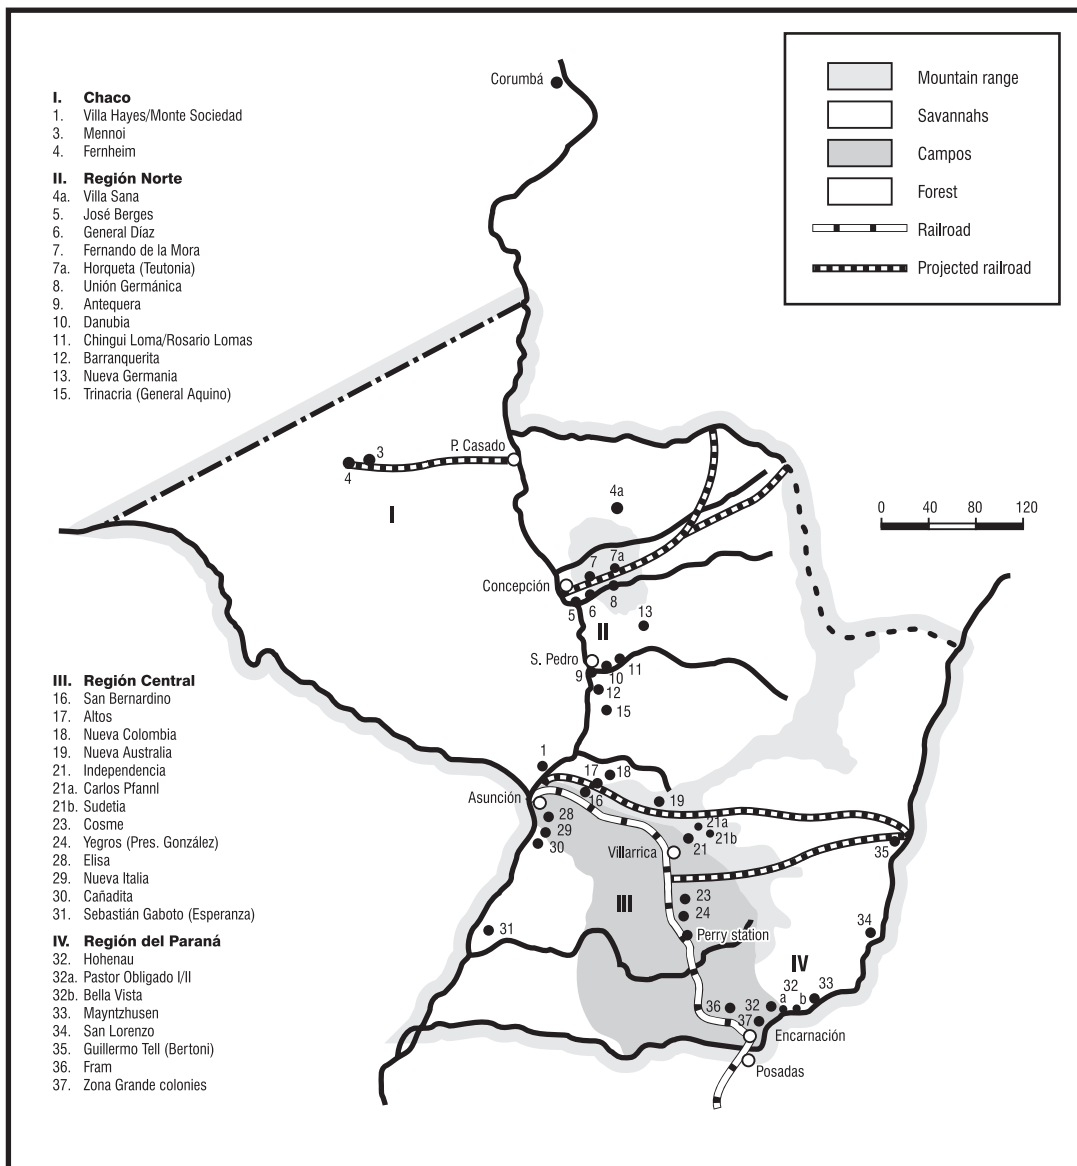 I. Chaco
1. Villa Hayes/Monte Sociedad
3. Mennoi
4. Fernheim
II. Región Norte
4a. Villa Sana
5. José Berges
6. General Díaz
7. Fernando de la Mora
7a. Horqueta (Teutonia)
8. Unión Germánica
9. Antequera
10. Danubia
11. Chingui Loma/Rosario Lomas
12. Barranquerita
13. Nueva Germania
15. Trinacria (General Aquino)
III. Región Central
16. San Bernardino
17. Altos
18. Nueva Colombia
19. Nueva Australia
21. Independencia
21a. Carlos Pfannl
21b. Sudetia
23. Cosme
24. Yegros (Pres. González)
28. Elisa
29. Nueva Italia
30. Cañadita
31. Sebastián Gaboto (Esperanza)
IV. Región del Paraná
32. Hohenau
32a. Pastor Obligado I/II
32b. Bella Vista
33. Mayntzhusen
34. San Lorenzo
35. Guillermo Tell (Bertoni)
36. Fram
37. Zona Grande colonies
Mountain range
Savannahs
Campos
Forest
Railroad
Projected railroad
0 40 80 120
Corumbá
P. Casado
3
4
I
4a
7a
7
Concepción
8
6
5
13
II
S. Pedro
11
10
9
12
15
1
18
17
16
19
Asunción
28
29
30
21a
21b
21
Villarrica
35
III
23
24
Perry station
31
34
IV
32
33
a
b
36
32
37
Encarnación
Posadas